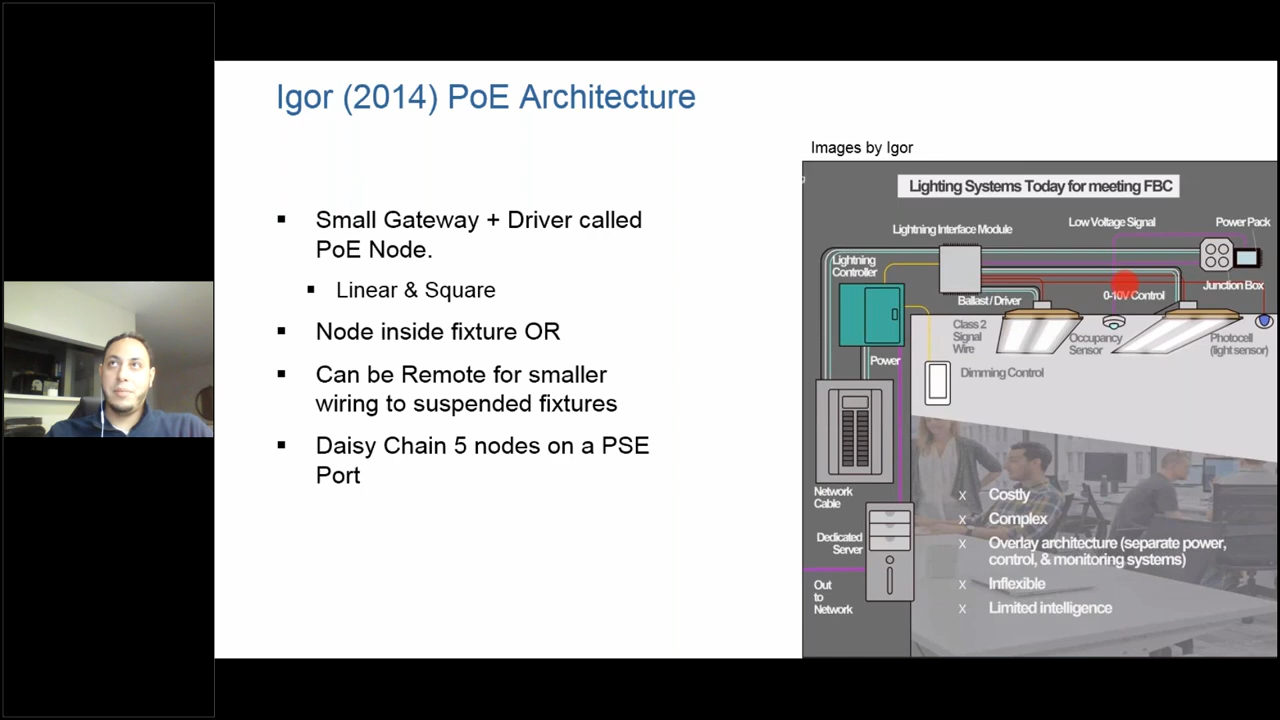 Igor (2014) PoE Architecture
Images by Igor
▪ Small Gateway + Driver called
PoE Node.
▪ Linear & Square
▪ Node inside fixture OR
▪ Can be Remote for smaller
wiring to suspended fixtures
▪ Daisy Chain 5 nodes on a PSE
Port
Lighting Systems Today for meeting FBC
Low Voltage Signal
Power Pack
Lightning Interface Module
Lightning
Controller
Junction Box
Ballast / Driver
0-10V Control
Class 2
Signal
Wire
Occupancy
Sensor
Photocell
(light sensor)
Power
Dimming Control
Network
Cable
Dedicated
Server
Out
to
Network
x Costly
x Complex
x Overlay architecture (separate power,
control, & monitoring systems)
x Inflexible
x Limited intelligence